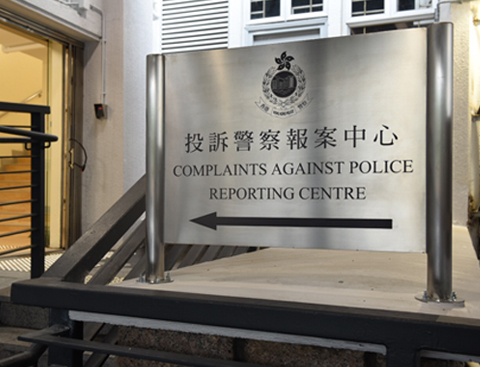 投訴警察報案中心
COMPLAINTS AGAINST POLICE
REPORTING CENTRE